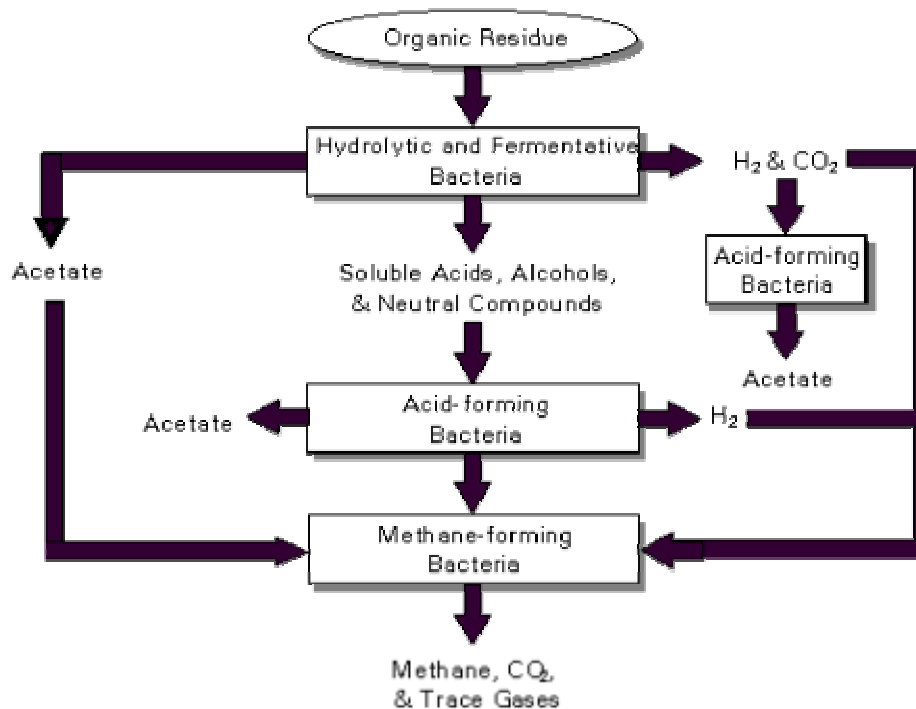 Organic Residue
Hydrolytic and Fermentative
Bacteria
H₂ & CO₂
Acetate
Soluble Acids, Alcohols,
& Neutral Compounds
Acid-forming
Bacteria
Acetate
Acetate
Acid-forming
Bacteria
H₂
Methane-forming
Bacteria
Methane, CO₂,
& Trace Gases